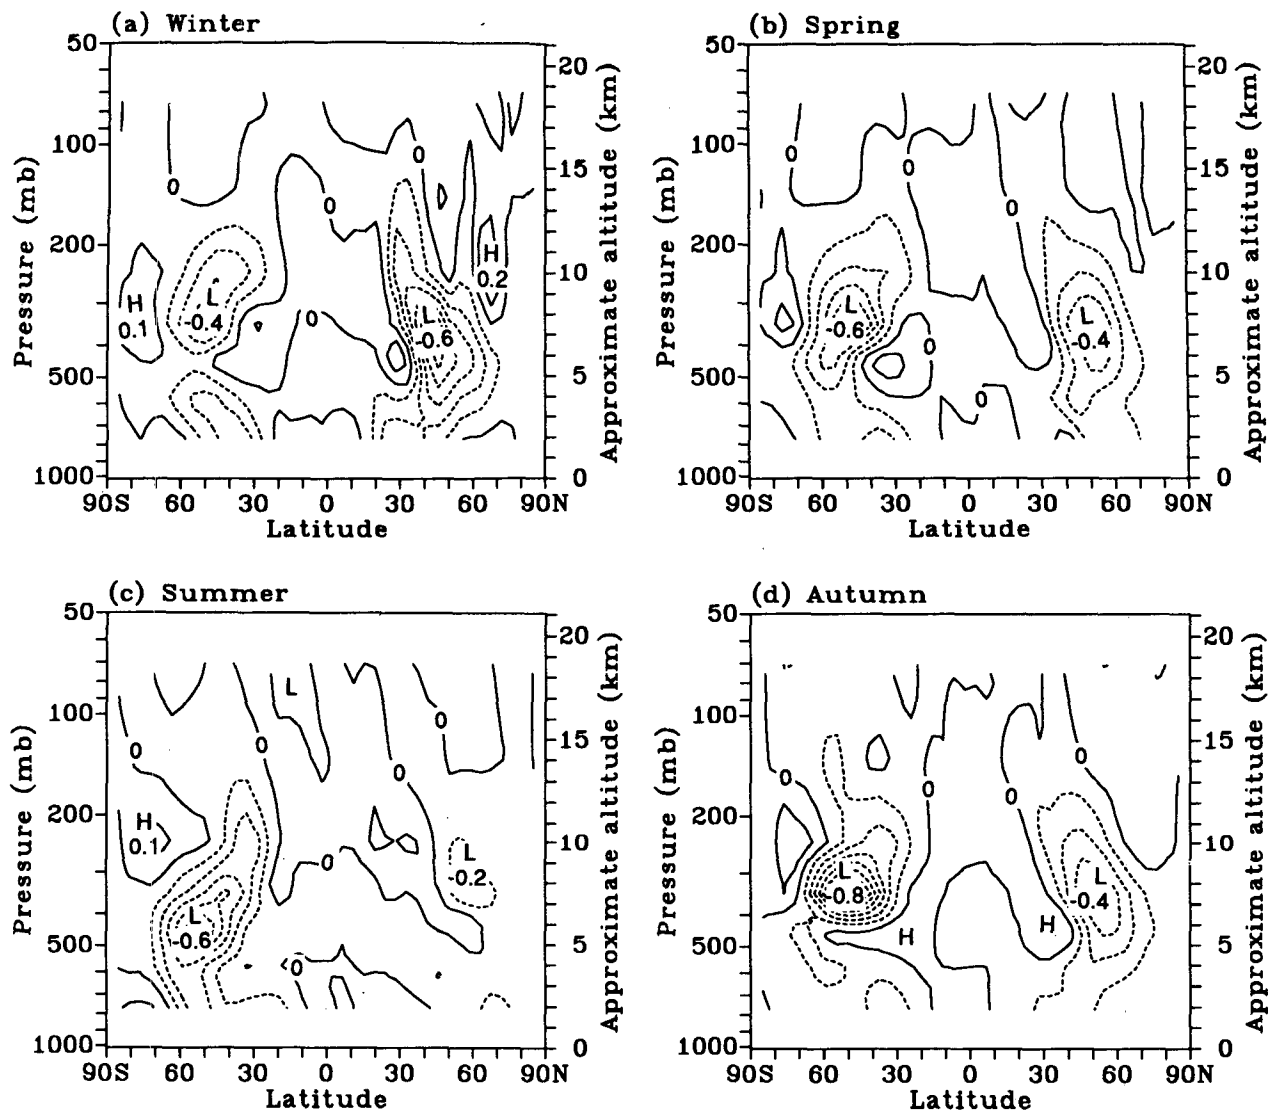 (a) Winter
50
100
200
500
1000
Pressure (mb)
20
15
10
5
0
Approximate altitude (km)
0
0
0
0
H
0.1
L
-0.4
H
0.2
L
-0.6
90S 60 30 0 30 60 90N
Latitude
(b) Spring
50
100
200
500
1000
Pressure (mb)
20
15
10
5
0
Approximate altitude (km)
0
0
0
0
0
L
-0.6
L
-0.4
90S 60 30 0 30 60 90N
Latitude
(c) Summer
50
100
200
500
1000
Pressure (mb)
20
15
10
5
0
Approximate altitude (km)
L
0
0
0
0
0
0
H
0.1
L
-0.2
L
-0.6
90S 60 30 0 30 60 90N
Latitude
(d) Autumn
50
100
200
500
1000
Pressure (mb)
20
15
10
5
0
Approximate altitude (km)
0
0
0
0
L
-0.8
L
-0.4
H
H
90S 60 30 0 30 60 90N
Latitude